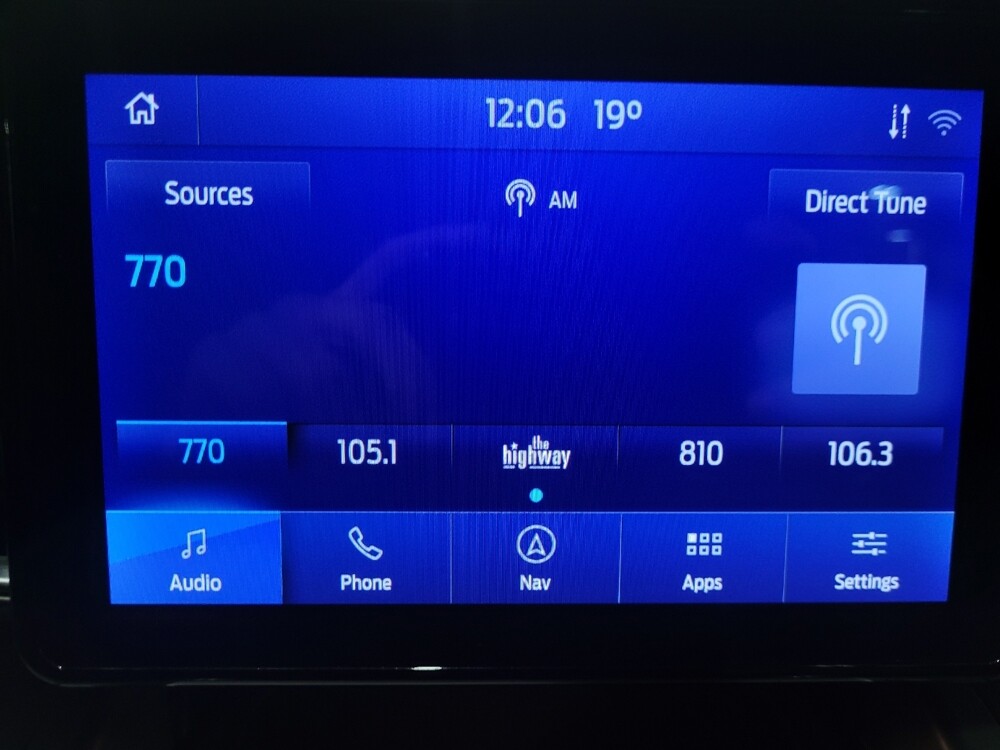 12:06 19º
Sources AM Direct Tune
770
770 105.1 the highway 810 106.3
Audio Phone Nav Apps Settings